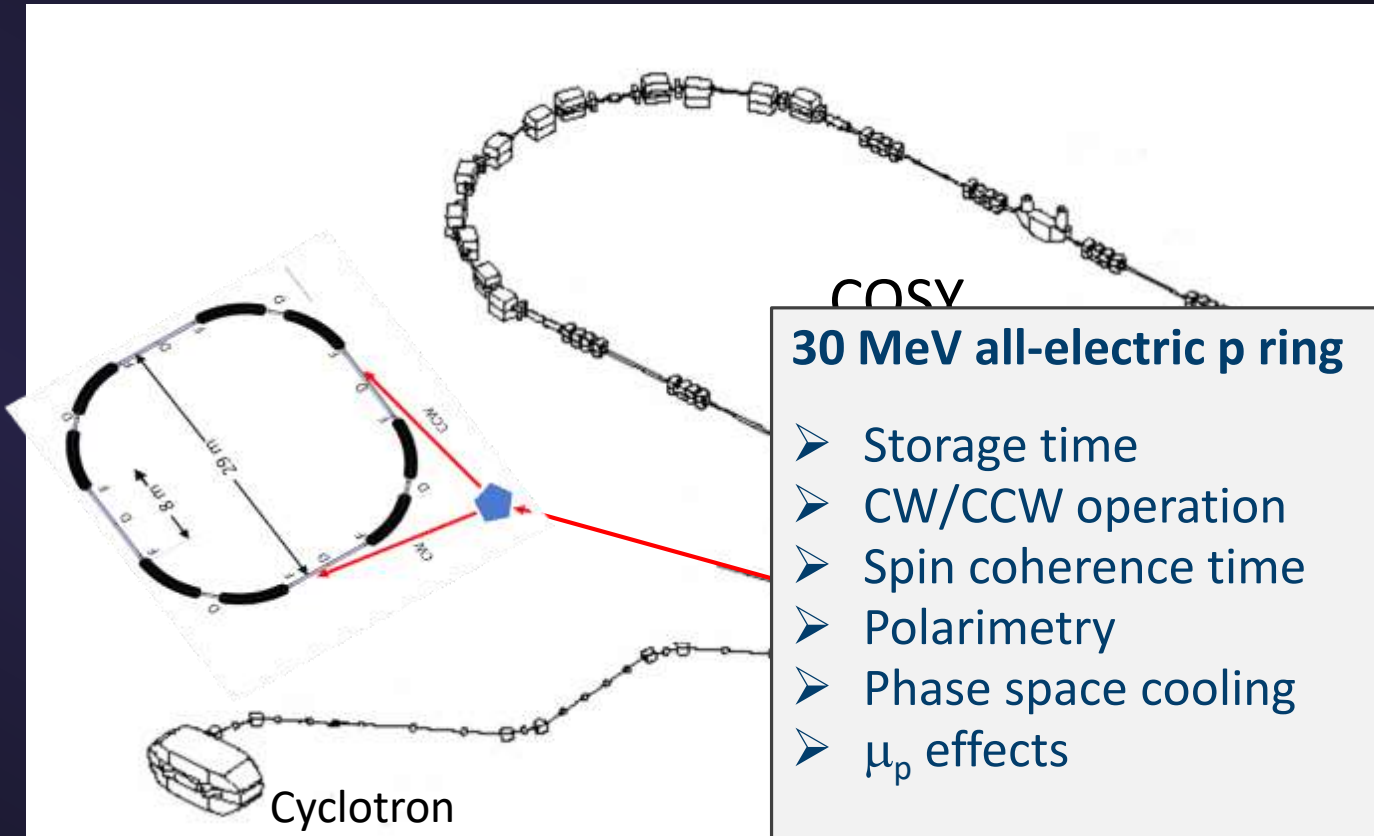 COSY
30 MeV all-electric p ring
➢ Storage time
➢ CW/CCW operation
➢ Spin coherence time
➢ Polarimetry
➢ Phase space cooling
➢ μp effects
CCW
29 m
8 m
CW
Cyclotron